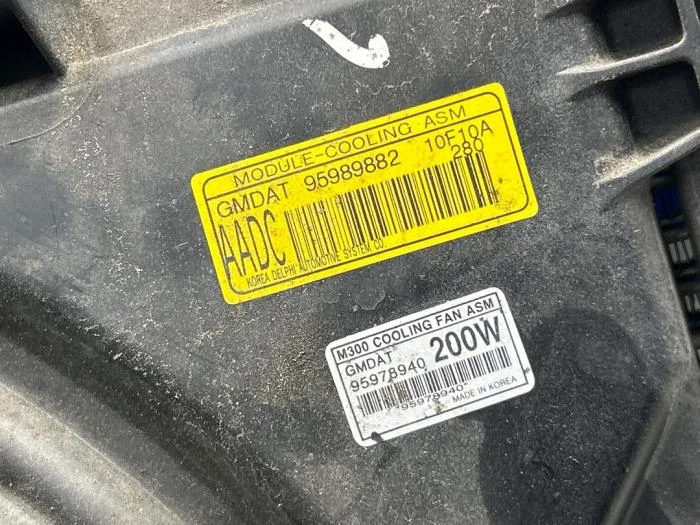 MODULE-COOLING ASM
GMDAT 95989882 10F10A
280
AADC
KOREA DELPHI AUTOMOTIVE SYSTEM CO.
M300 COOLING FAN ASM
GMDAT 200W
95978940
*95978940*
MADE IN KOREA